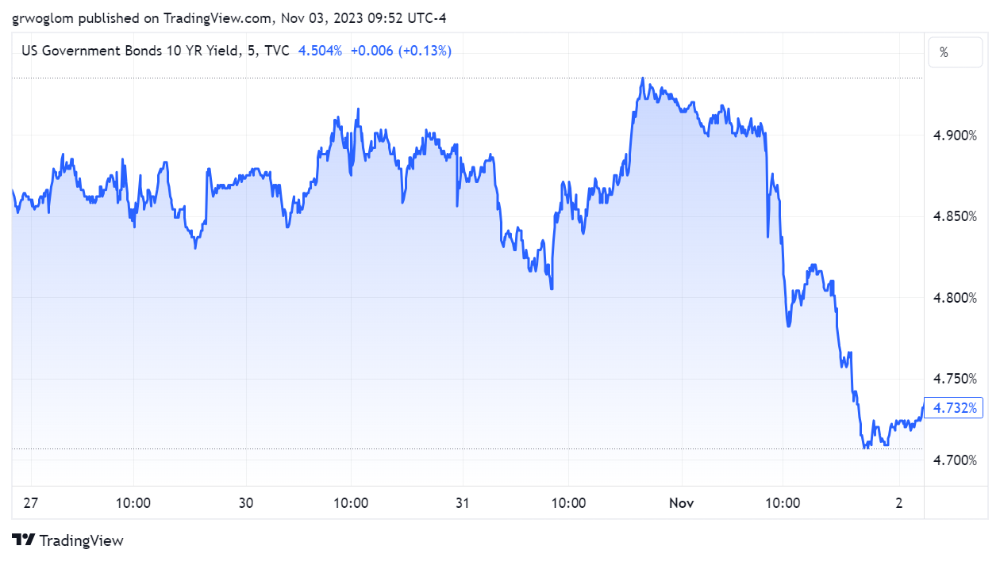 grwoglom published on TradingView.com, Nov 03, 2023 09:52 UTC-4
US Government Bonds 10 YR Yield, 5, TVC 4.504% +0.006 (+0.13%)
%
4.900%
4.850%
4.800%
4.750%
4.732%
4.700%
27 10:00 30 10:00 31 10:00 Nov 10:00 2
TradingView